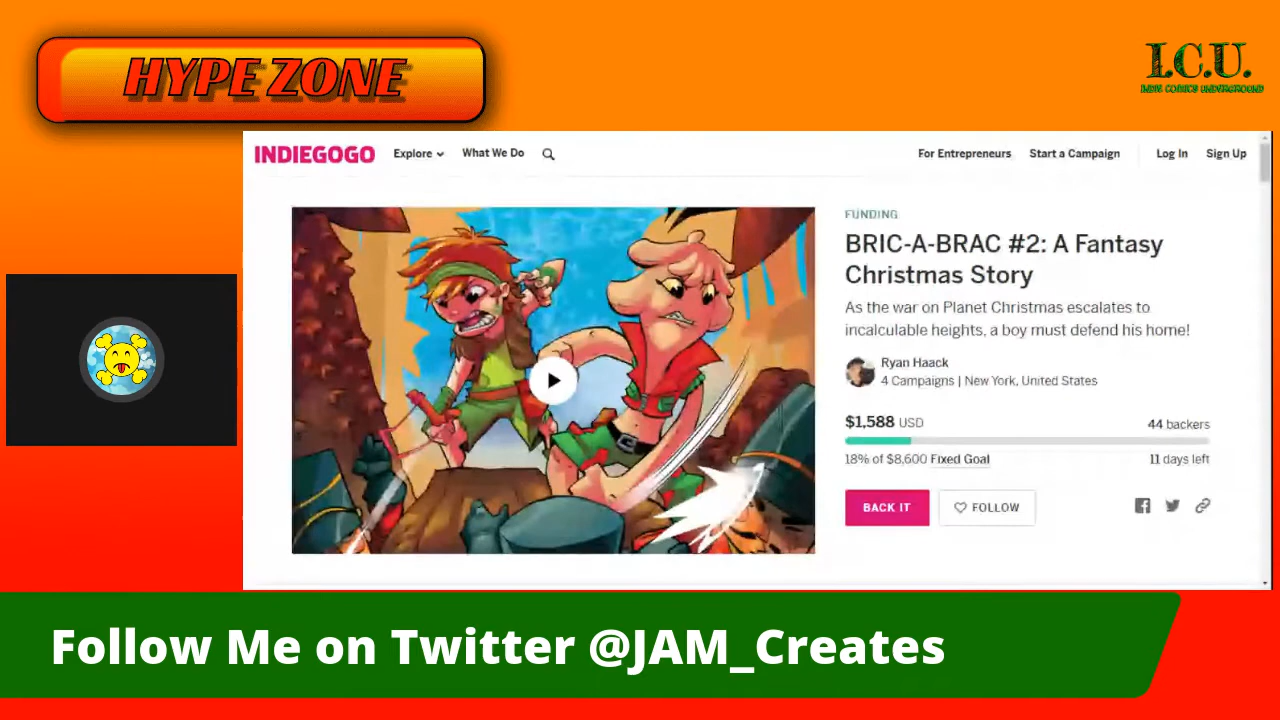 HYPE ZONE
I.C.U.
INDIE COMICS UNDERGROUND
INDIEGOGO Explore What We Do For Entrepreneurs Start a Campaign Log In Sign Up
FUNDING
BRIC-A-BRAC #2: A Fantasy
Christmas Story
As the war on Planet Christmas escalates to
incalculable heights, a boy must defend his home!
Ryan Haack
4 Campaigns | New York, United States
$1,588 USD 44 backers
18% of $8,600 Fixed Goal 11 days left
BACK IT FOLLOW
Follow Me on Twitter @JAM_Creates